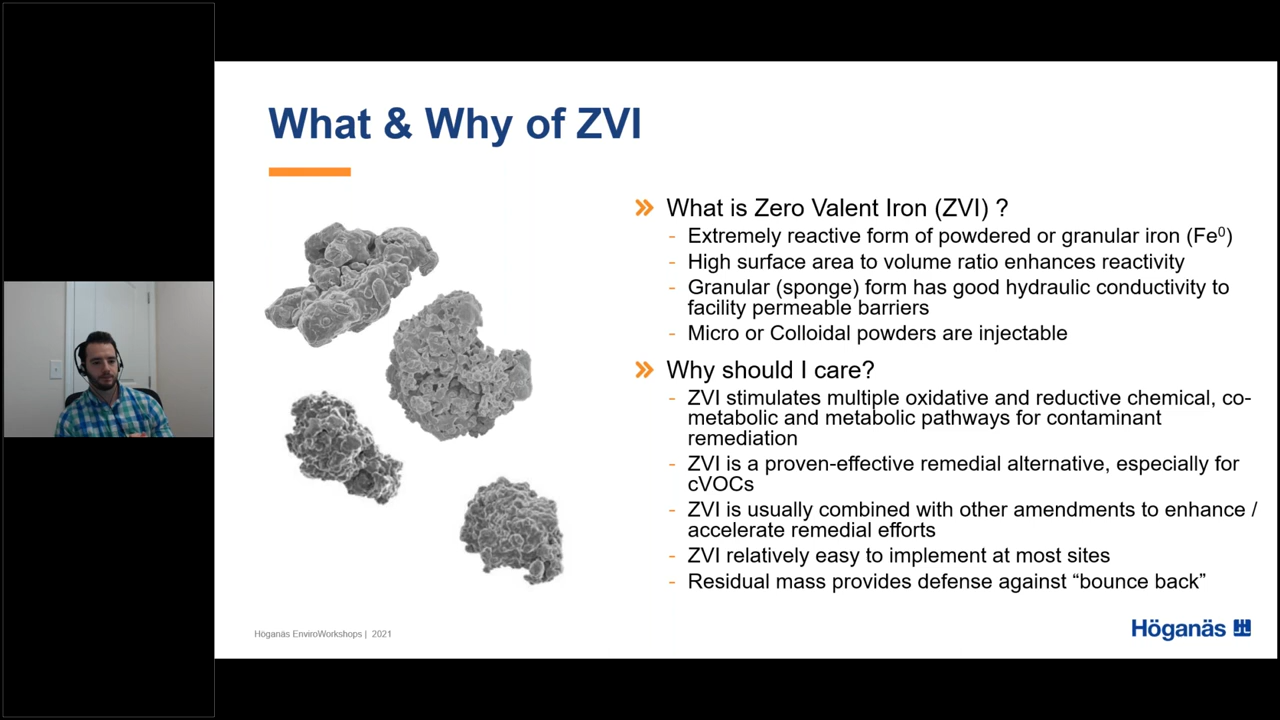 What & Why of ZVI
What is Zero Valent Iron (ZVI) ?
- Extremely reactive form of powdered or granular iron (Fe⁰)
- High surface area to volume ratio enhances reactivity
- Granular (sponge) form has good hydraulic conductivity to
facility permeable barriers
- Micro or Colloidal powders are injectable
Why should I care?
- ZVI stimulates multiple oxidative and reductive chemical, co-
metabolic and metabolic pathways for contaminant
remediation
- ZVI is a proven-effective remedial alternative, especially for
cVOCs
- ZVI is usually combined with other amendments to enhance /
accelerate remedial efforts
- ZVI relatively easy to implement at most sites
- Residual mass provides defense against “bounce back”
Höganäs EnviroWorkshops | 2021
Höganäs